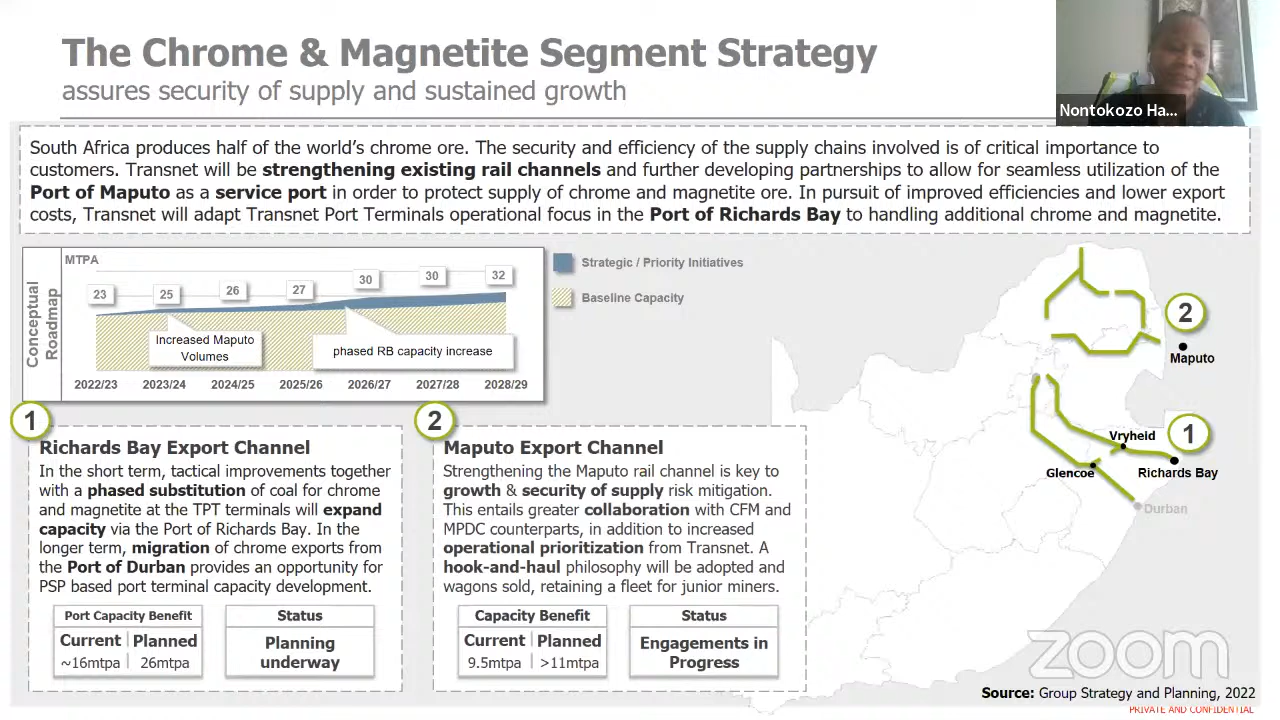 The Chrome & Magnetite Segment Strategy
assures security of supply and sustained growth
Nontokozo Ha...
South Africa produces half of the world's chrome ore. The security and efficiency of the supply chains involved is of critical importance to
customers. Transnet will be strengthening existing rail channels and further developing partnerships to allow for seamless utilization of the
Port of Maputo as a service port in order to protect supply of chrome and magnetite ore. In pursuit of improved efficiencies and lower export
costs, Transnet will adapt Transnet Port Terminals operational focus in the Port of Richards Bay to handling additional chrome and magnetite.
Conceptual
Roadmap
MTPA
23
25
26
27
30
30
32
Increased Maputo
Volumes
phased RB capacity increase
2022/23
2023/24
2024/25
2025/26
2026/27
2027/28
2028/29
Strategic / Priority Initiatives
Baseline Capacity
1
Richards Bay Export Channel
In the short term, tactical improvements together
with a phased substitution of coal for chrome
and magnetite at the TPT terminals will expand
capacity via the Port of Richards Bay. In the
longer term, migration of chrome exports from
the Port of Durban provides an opportunity for
PSP based port terminal capacity development.
Port Capacity Benefit
Current | Planned
~16mtpa | 26mtpa
Status
Planning
underway
2
Maputo Export Channel
Strengthening the Maputo rail channel is key to
growth & security of supply risk mitigation.
This entails greater collaboration with CFM and
MPDC counterparts, in addition to increased
operational prioritization from Transnet. A
hook-and-haul philosophy will be adopted and
wagons sold, retaining a fleet for junior miners.
Capacity Benefit
Current | Planned
9.5mtpa | >11mtpa
Status
Engagements in
Progress
2
Maputo
1
Vryheid
Glencoe
Richards Bay
Durban
zoom
Source: Group Strategy and Planning, 2022
PRIVATE AND CONFIDENTIAL